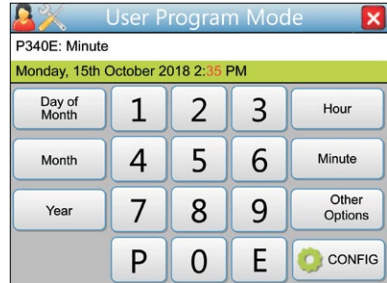 User Program Mode
P340E: Minute
Monday, 15th October 2018 2:35 PM
Day of
Month
1
2
3
Hour
Month
4
5
6
Minute
Year
7
8
9
Other
Options
P
0
E
CONFIG